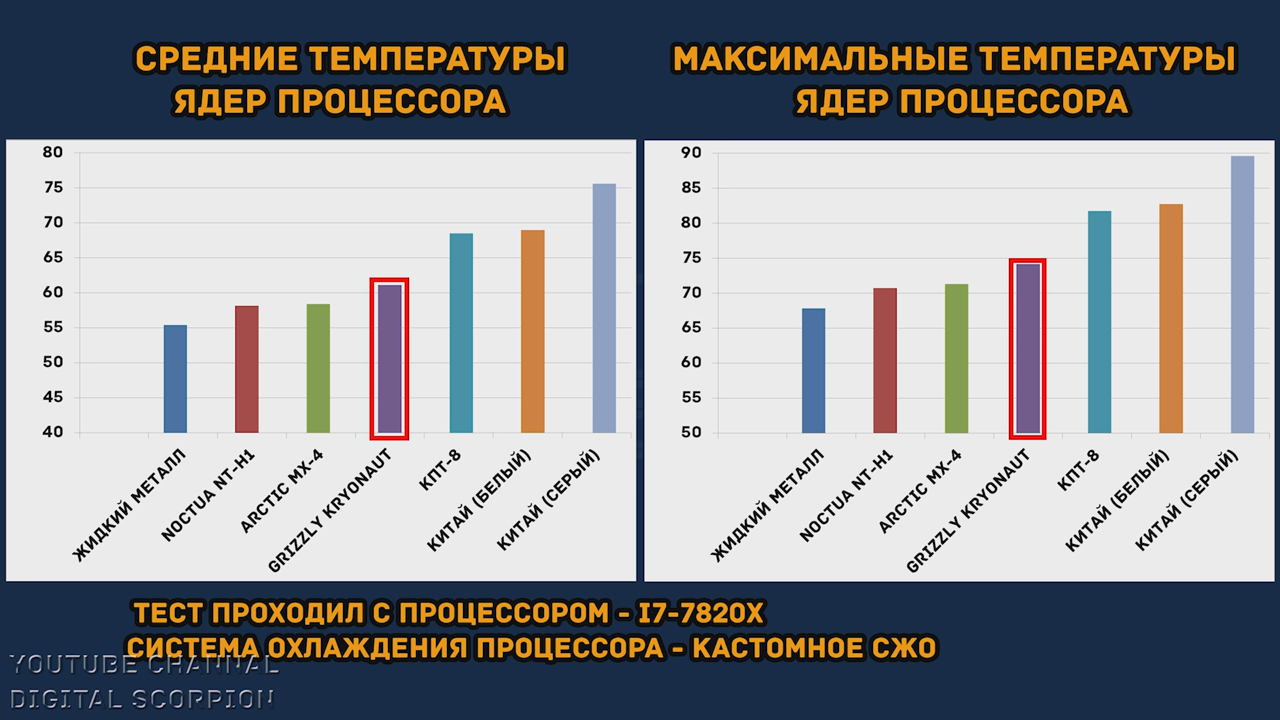 СРЕДНИЕ ТЕМПЕРАТУРЫ
ЯДЕР ПРОЦЕССОРА
80
75
70
65
60
55
50
45
40
ЖИДКИЙ МЕТАЛЛ
NOCTUA NT-H1
ARCTIC MX-4
GRIZZLY KRYONAUT
КПТ-8
КИТАЙ (БЕЛЫЙ)
КИТАЙ (СЕРЫЙ)
МАКСИМАЛЬНЫЕ ТЕМПЕРАТУРЫ
ЯДЕР ПРОЦЕССОРА
90
85
80
75
70
65
60
55
50
ЖИДКИЙ МЕТАЛЛ
NOCTUA NT-H1
ARCTIC MX-4
GRIZZLY KRYONAUT
КПТ-8
КИТАЙ (БЕЛЫЙ)
КИТАЙ (СЕРЫЙ)
ТЕСТ ПРОХОДИЛ С ПРОЦЕССОРОМ - I7-7820X
СИСТЕМА ОХЛАЖДЕНИЯ ПРОЦЕССОРА - КАСТОМНОЕ СЖО
YOUTUBE CHANNAL
DIGITAL SCORPION